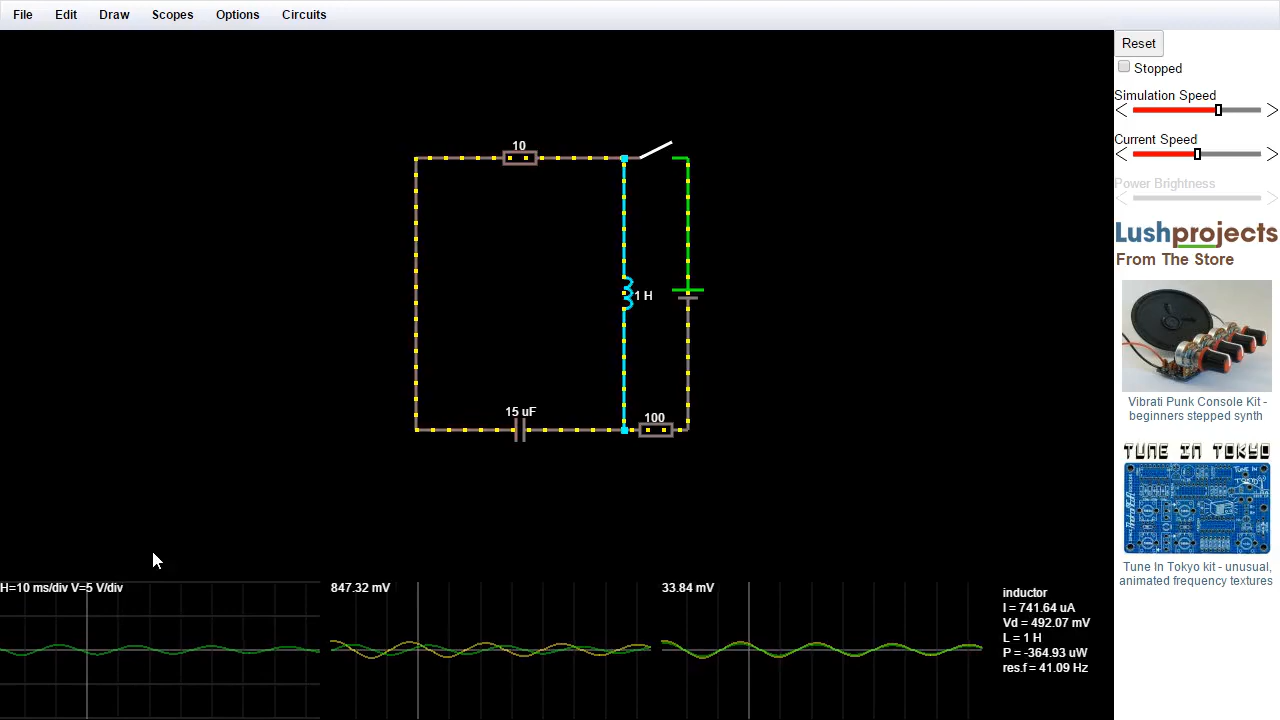 File Edit Draw Scopes Options Circuits
Reset
Stopped
Simulation Speed
Current Speed
Power Brightness
Lushprojects
From The Store
Vibrati Punk Console Kit -
beginners stepped synth
TUNE IN TOKYO
Tune In Tokyo kit - unusual,
animated frequency textures
10
1 H
15 uF
100
H=10 ms/div V=5 V/div
847.32 mV
33.84 mV
inductor
I = 741.64 uA
Vd = 492.07 mV
L = 1 H
P = -364.93 uW
res.f = 41.09 Hz